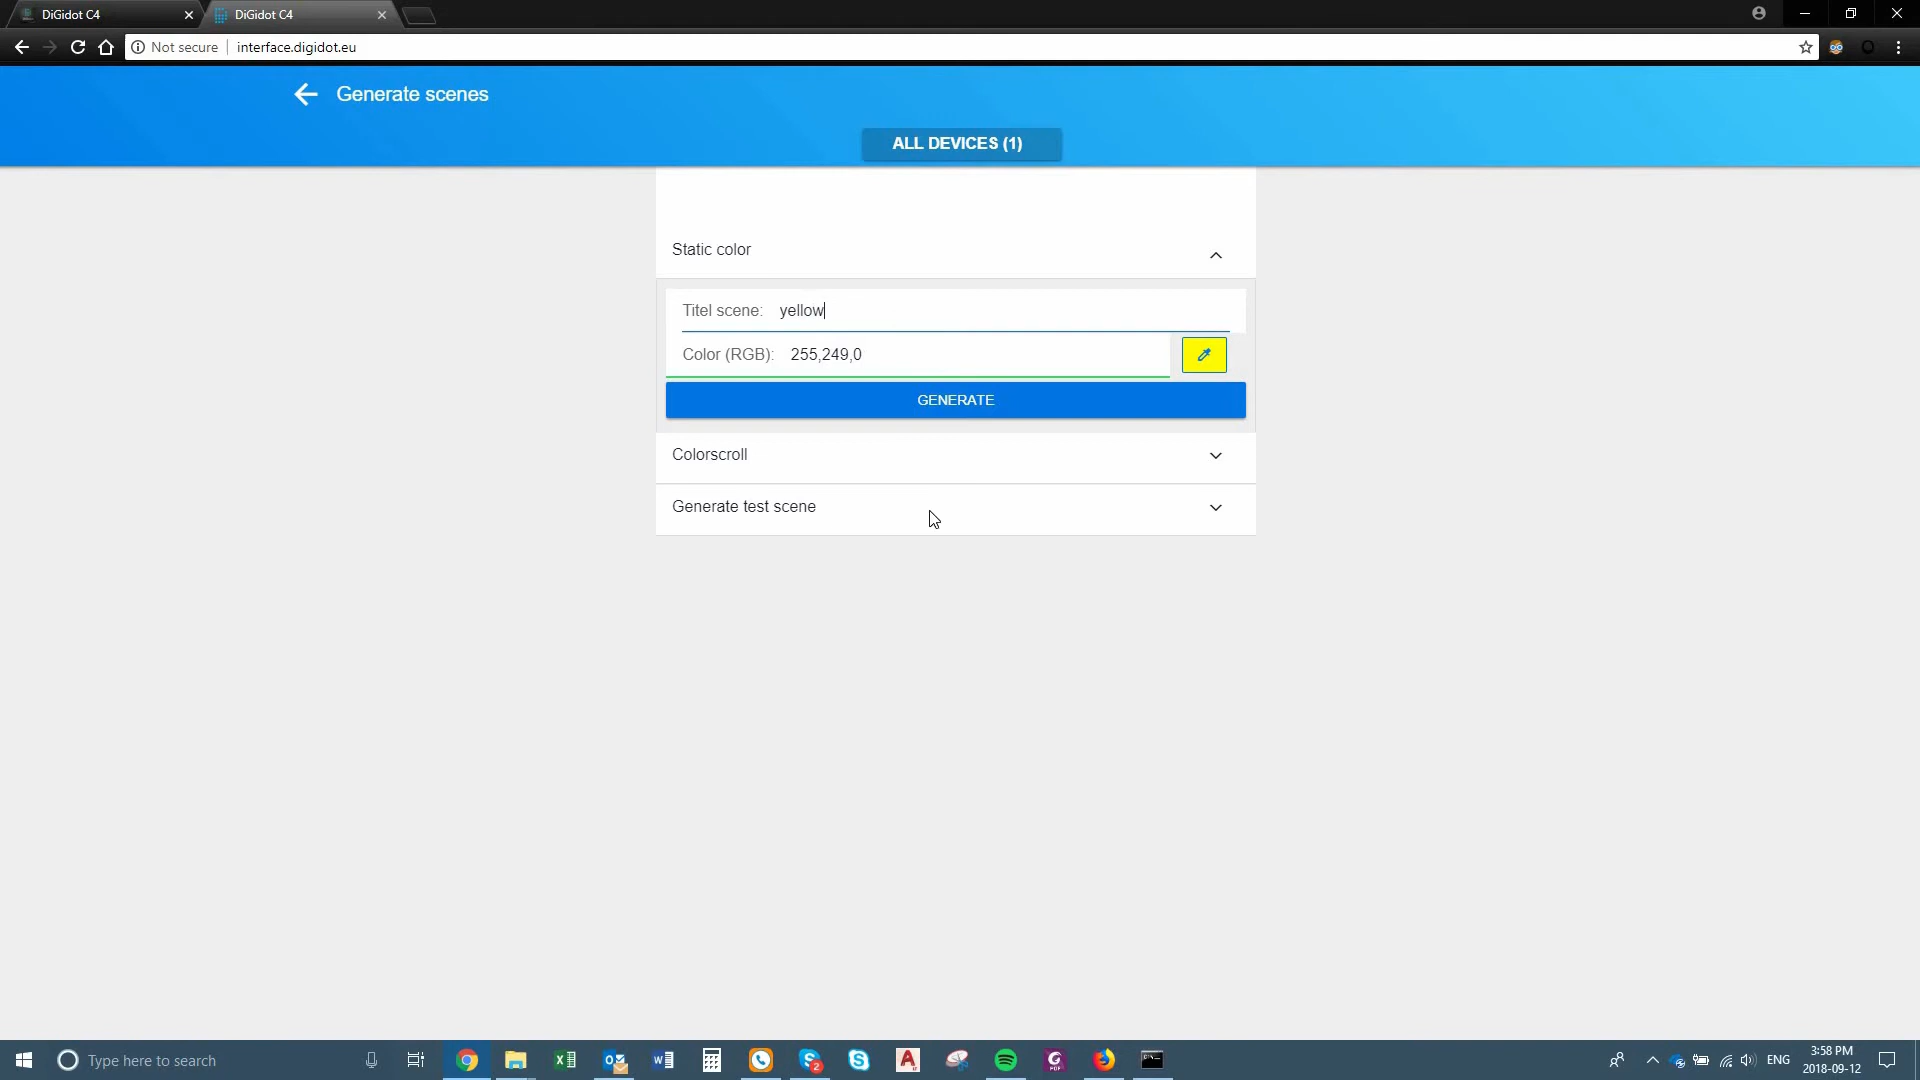 DiGidot C4
DiGidot C4
Not secure
interface.digidot.eu
Generate scenes
ALL DEVICES (1)
Static color
Titel scene: yellow
Color (RGB): 255,249,0
GENERATE
Colorscroll
Generate test scene
Type here to search
2
ENG
3:58 PM
2018-09-12